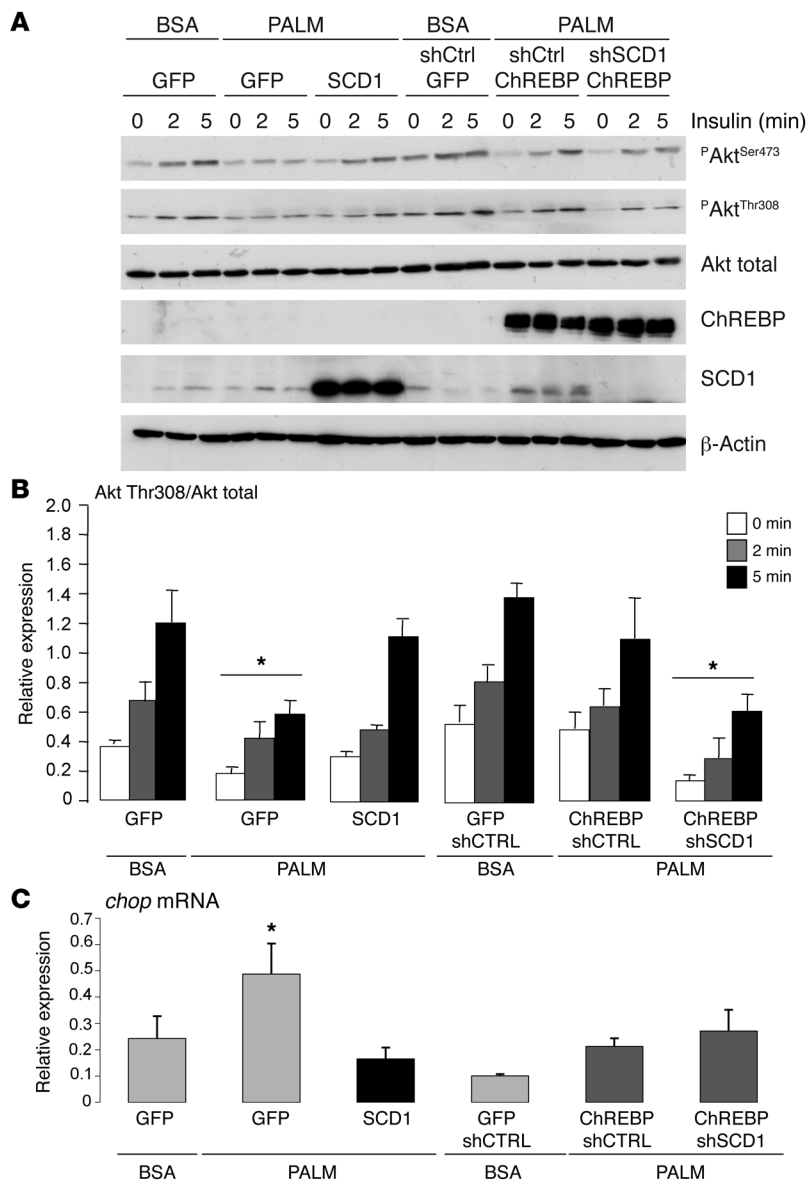 A
BSA PALM BSA PALM
shCtrl shCtrl shSCD1
GFP GFP SCD1 GFP ChREBP ChREBP
0 2 5 0 2 5 0 2 5 0 2 5 0 2 5 0 2 5 Insulin (min)
PAktSer473
PAktThr308
Akt total
ChREBP
SCD1
β-Actin
B
Akt Thr308/Akt total
Relative expression
2.0
1.8
1.6
1.4
1.2
1.0
0.8
0.6
0.4
0.2
0
0 min
2 min
5 min
* *
GFP GFP SCD1 GFP ChREBP ChREBP
shCTRL shCTRL shSCD1
BSA PALM BSA PALM
C
chop mRNA
Relative expression
0.7
0.6
0.5
0.4
0.3
0.2
0.1
0
*
GFP GFP SCD1 GFP ChREBP ChREBP
shCTRL shCTRL shSCD1
BSA PALM BSA PALM